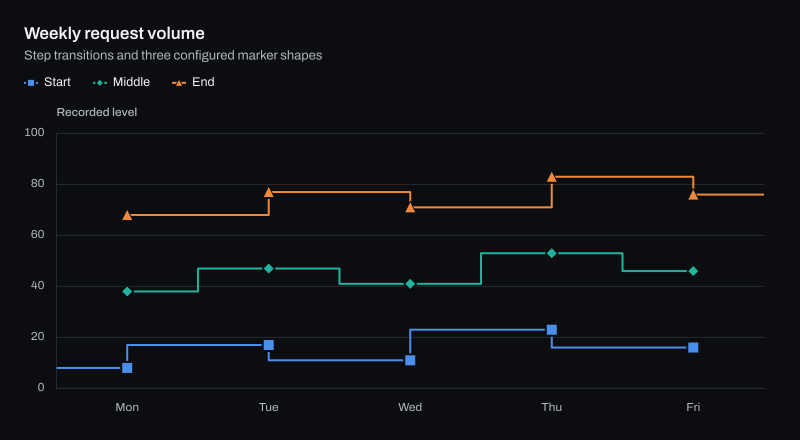 Weekly request volume
Step transitions and three configured marker shapes
Start Middle End
Recorded level
100
80
60
40
20
0
Mon Tue Wed Thu Fri